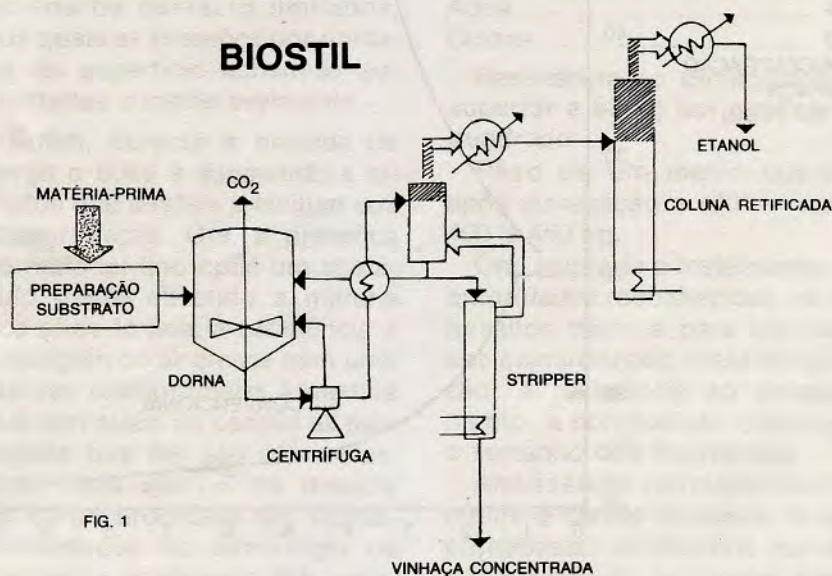 BIOSTIL
MATÉRIA-PRIMA
CO2
PREPARAÇÃO
SUBSTRATO
DORNA
CENTRÍFUGA
STRIPPER
ETANOL
COLUNA RETIFICADA
FIG. 1
VINHAÇA CONCENTRADA